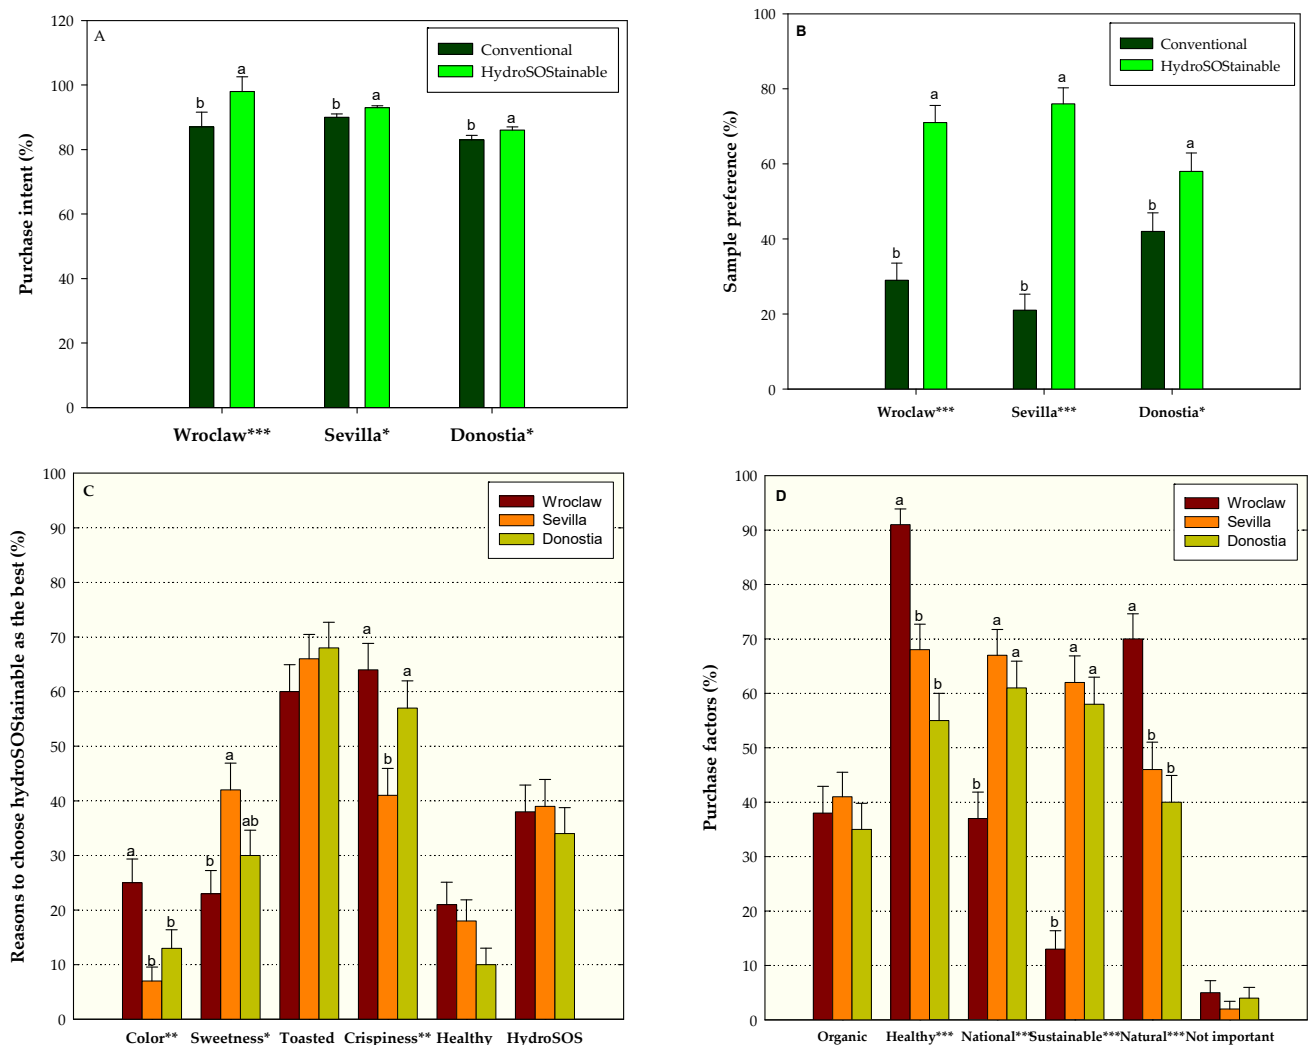 A
Conventional
HydroSOStainable
Purchase intent (%)
120
100
80
60
40
20
0
b
a
b
a
b
a
Wroclaw***
Sevilla*
Donostia*
B
Conventional
HydroSOStainable
Sample preference (%)
100
80
60
40
20
0
b
a
b
a
b
a
Wroclaw***
Sevilla***
Donostia*
C
Wroclaw
Sevilla
Donostia
Reasons to choose hydroSOStainable as the best (%)
100
90
80
70
60
50
40
30
20
10
0
a
b
b
b
a
ab
a
b
a
Color**
Sweetness*
Toasted
Crispiness**
Healthy
HydroSOS
D
Wroclaw
Sevilla
Donostia
Purchase factors (%)
100
90
80
70
60
50
40
30
20
10
0
a
b
b
b
a
a
b
a
a
a
b
b
Organic
Healthy***
National***
Sustainable***
Natural***
Not important